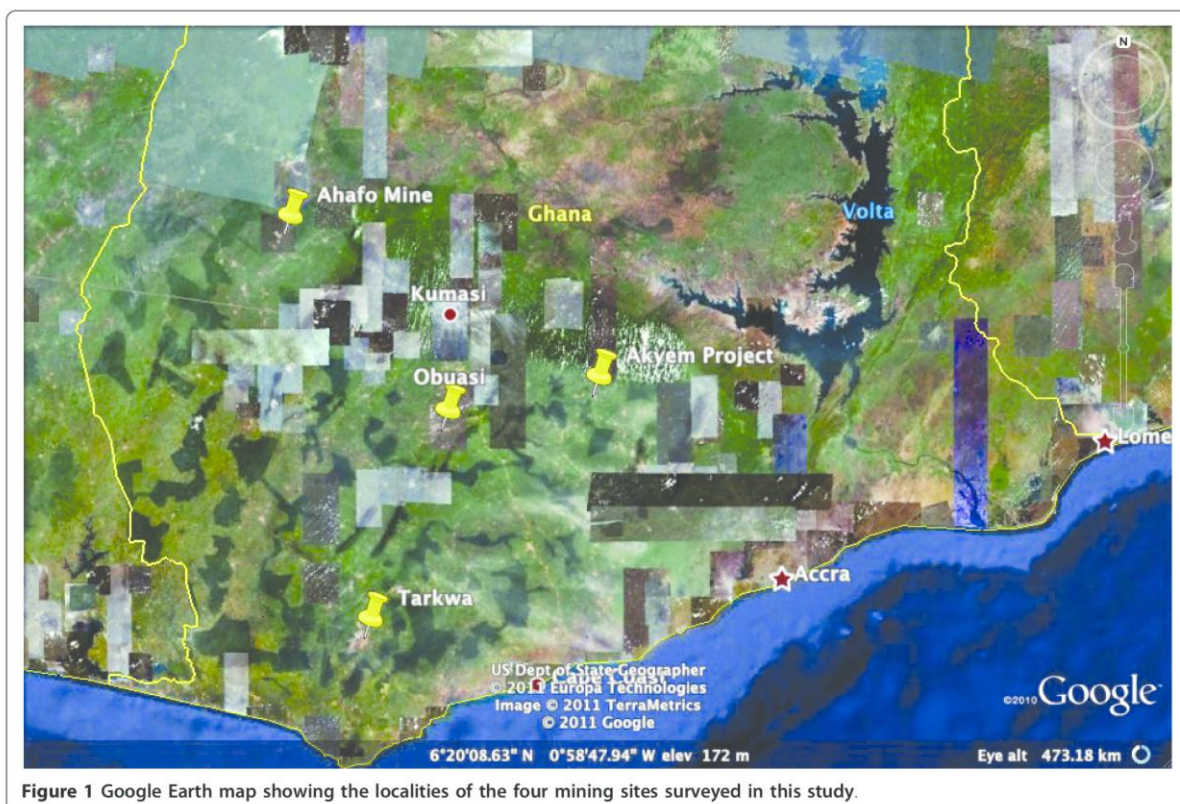 N
Ahafo Mine
Ghana
Volta
Kumasi
Akyem Project
Obuasi
Lome
Accra
Tarkwa
US Dept of State Geographer
Cape Coast
© 2011 Europa Technologies
Image © 2011 TerraMetrics
© 2011 Google
©2010 Google
6°20'08.63" N 0°58'47.94" W elev 172 m
Eye alt 473.18 km
Figure 1 Google Earth map showing the localities of the four mining sites surveyed in this study.